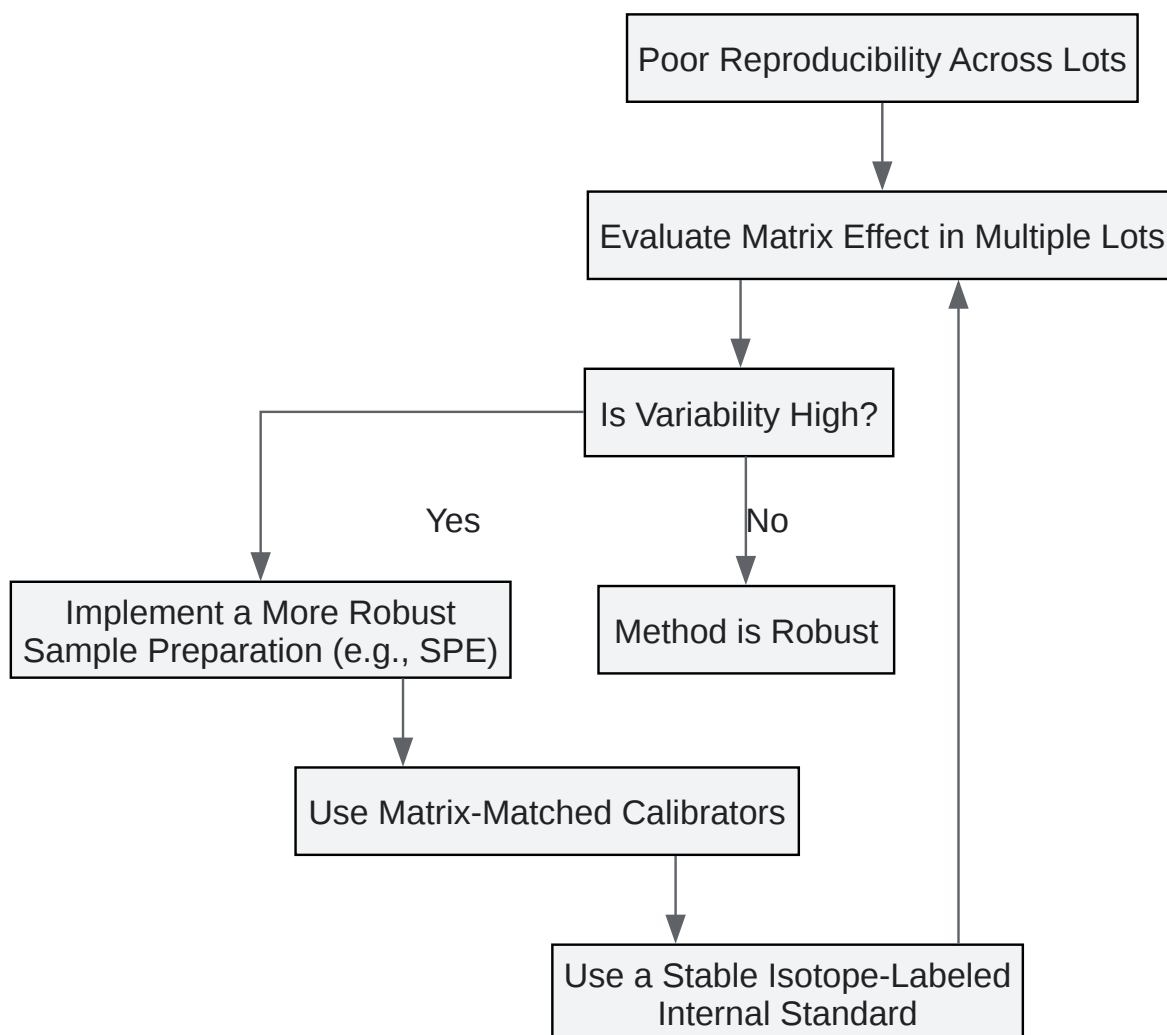 Poor Reproducibility Across Lots
Evaluate Matrix Effect in Multiple Lots
Is Variability High?
Yes
No
Implement a More Robust
Sample Preparation (e.g., SPE)
Method is Robust
Use Matrix-Matched Calibrators
Use a Stable Isotope-Labeled
Internal Standard